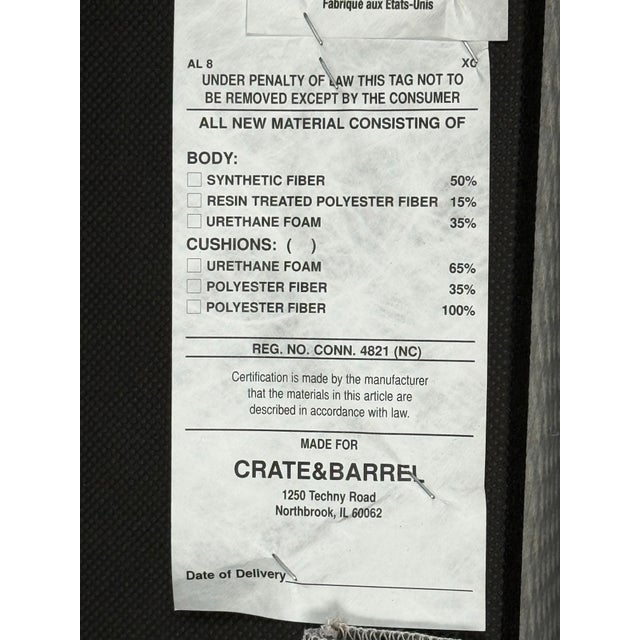 Fabriqué aux Etats-Unis
AL 8 XC
UNDER PENALTY OF LAW THIS TAG NOT TO
BE REMOVED EXCEPT BY THE CONSUMER
ALL NEW MATERIAL CONSISTING OF
BODY:
SYNTHETIC FIBER 50%
RESIN TREATED POLYESTER FIBER 15%
URETHANE FOAM 35%
CUSHIONS: ( )
URETHANE FOAM 65%
POLYESTER FIBER 35%
POLYESTER FIBER 100%
REG. NO. CONN. 4821 (NC)
Certification is made by the manufacturer
that the materials in this article are
described in accordance with law.
MADE FOR
CRATE&BARREL
1250 Techny Road
Northbrook, IL 60062
Date of Delivery